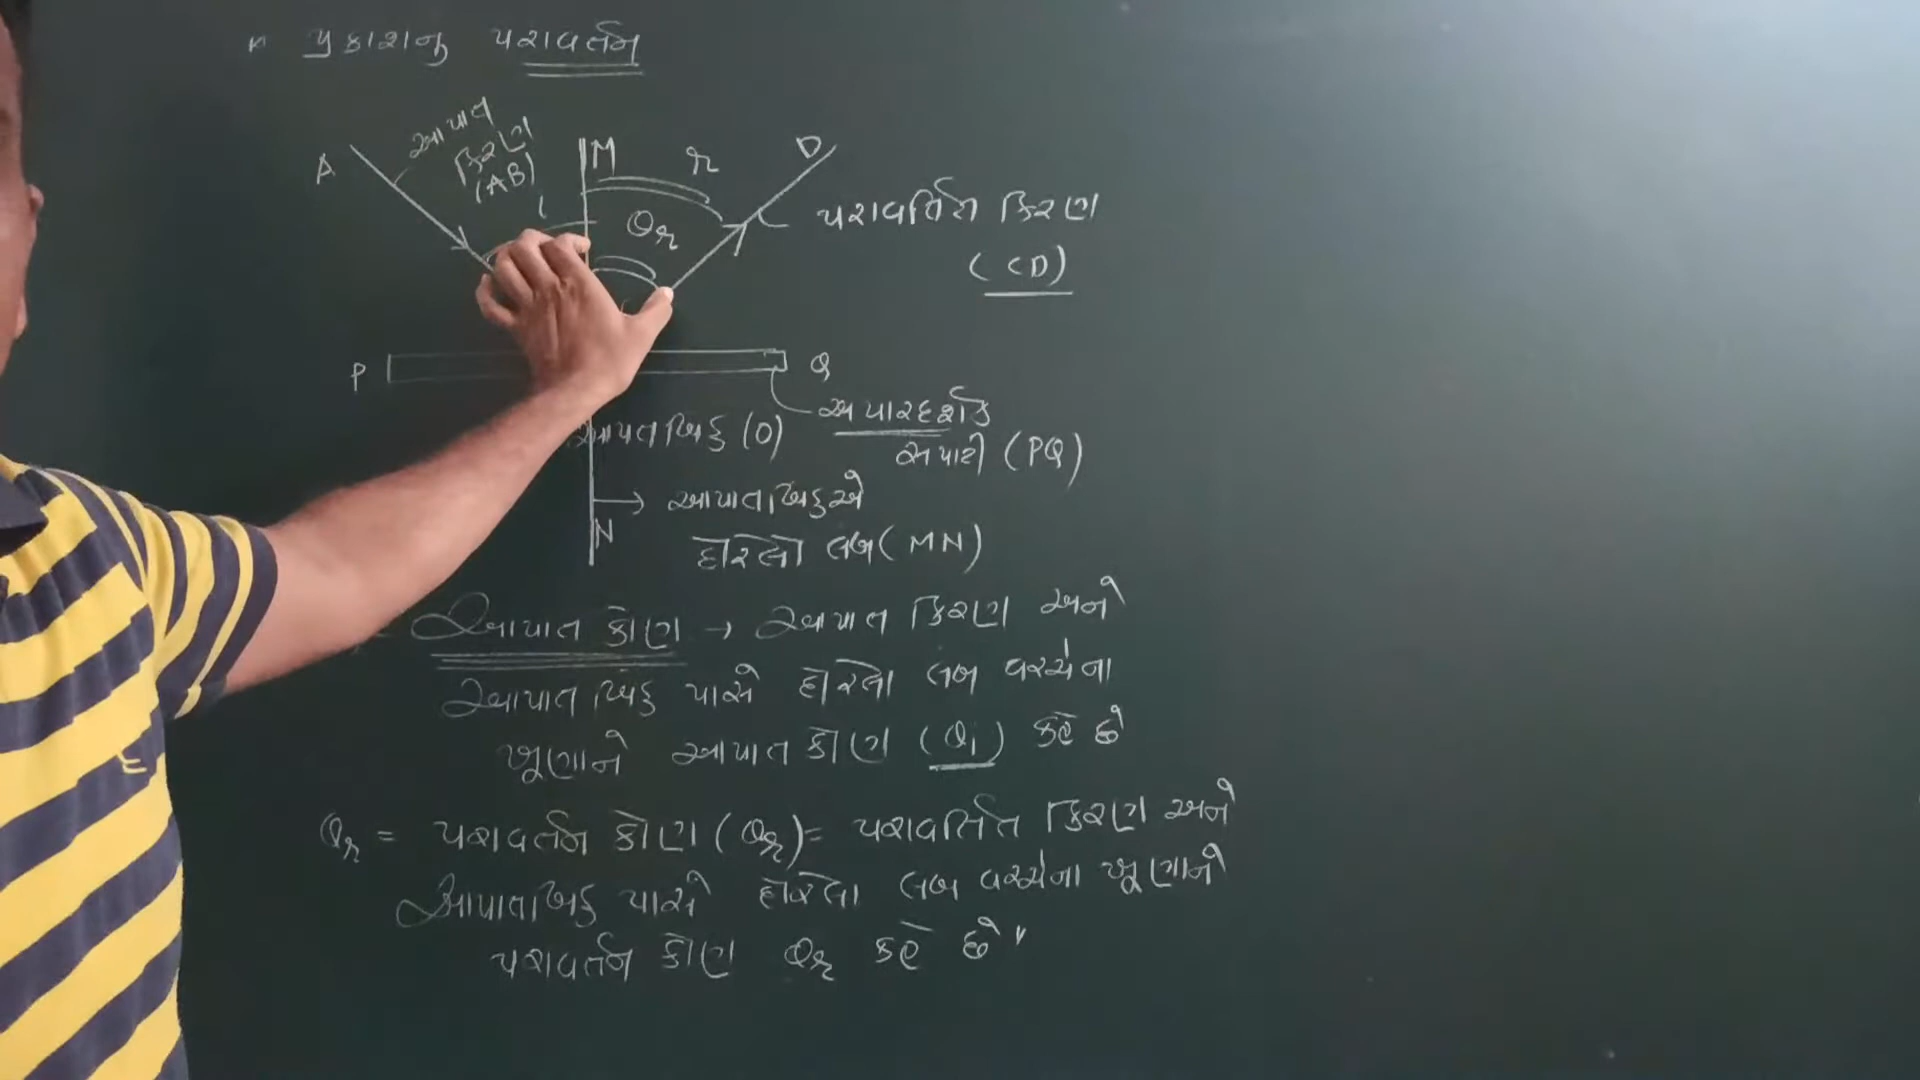 પ્રકાશનુ પરાવર્તન
આપાત
કિરણ
(AB)
A
M
r
D
θr
i
પરાવર્તિત કિરણ
(CD)
P
Q
અપારદર્શક
સપાટી (PQ)
આપાતબિંદુ (O)
આપાતબિંદુએ
દોરેલો લંબ (MN)
N
આપાત કોણ → આપાત કિરણ અને
આપાત બિંદુ પાસે દોરેલા લંબ વચ્ચેના
ખૂણાને આપાત કોણ (θi) કહે છે
θr = પરાવર્તન કોણ (θr) = પરાવર્તિત કિરણ અને
આપાતબિંદુ પાસે દોરેલા લંબ વચ્ચેના ખૂણાને
પરાવર્તન કોણ θr કહે છે "